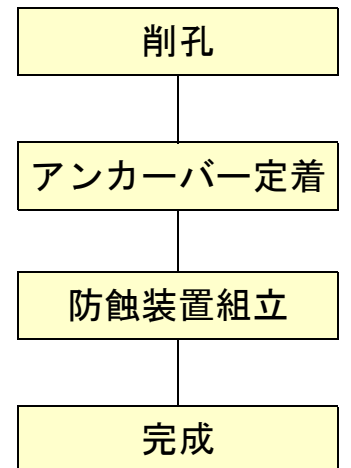 削孔
アンカーバー定着
防蝕装置組立
完成